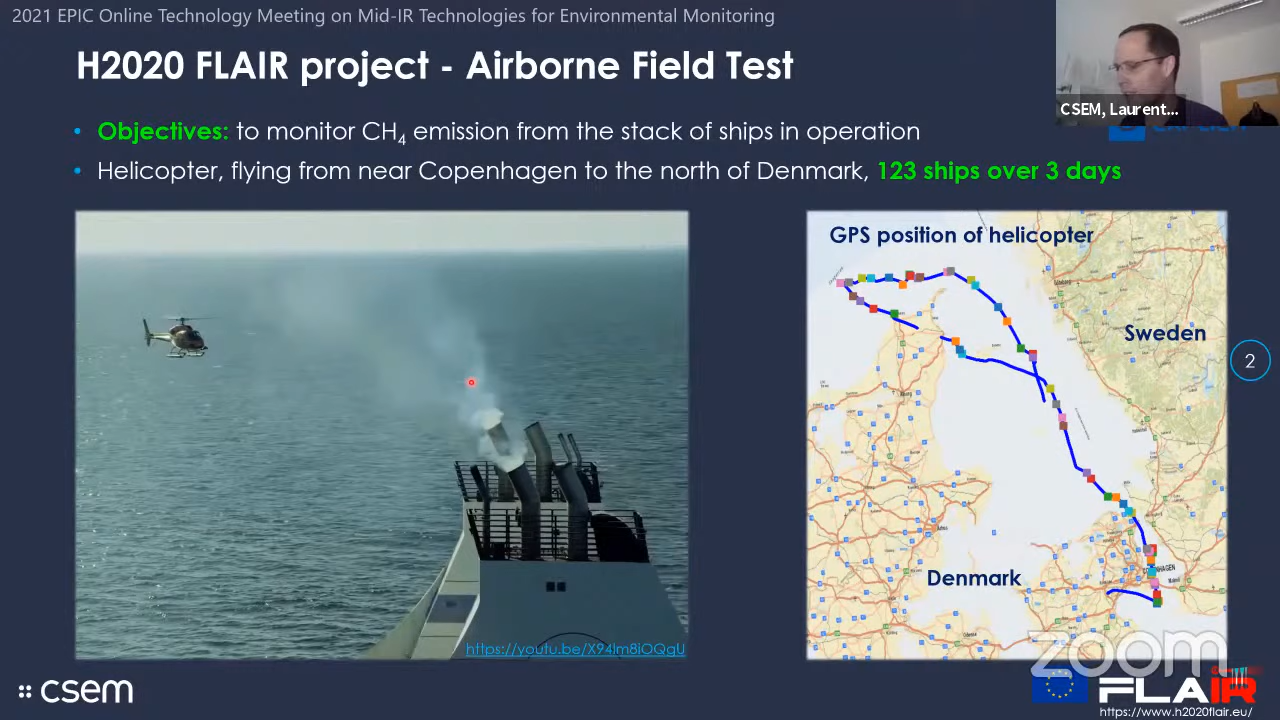 2021 EPIC Online Technology Meeting on Mid-IR Technologies for Environmental Monitoring
H2020 FLAIR project - Airborne Field Test
CSEM, Laurent...
• Objectives: to monitor CH4 emission from the stack of ships in operation
• Helicopter, flying from near Copenhagen to the north of Denmark, 123 ships over 3 days
GPS position of helicopter
Sweden
2
Denmark
https://youtu.be/X94Im8iOQgU
zoom
csem
FLAIR
https://www.h2020flair.eu/